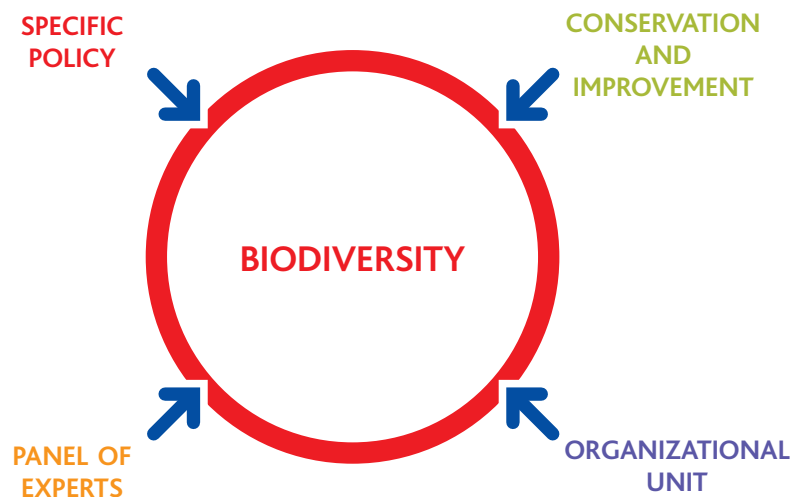 SPECIFIC
POLICY
CONSERVATION
AND
IMPROVEMENT
BIODIVERSITY
PANEL OF
EXPERTS
ORGANIZATIONAL
UNIT